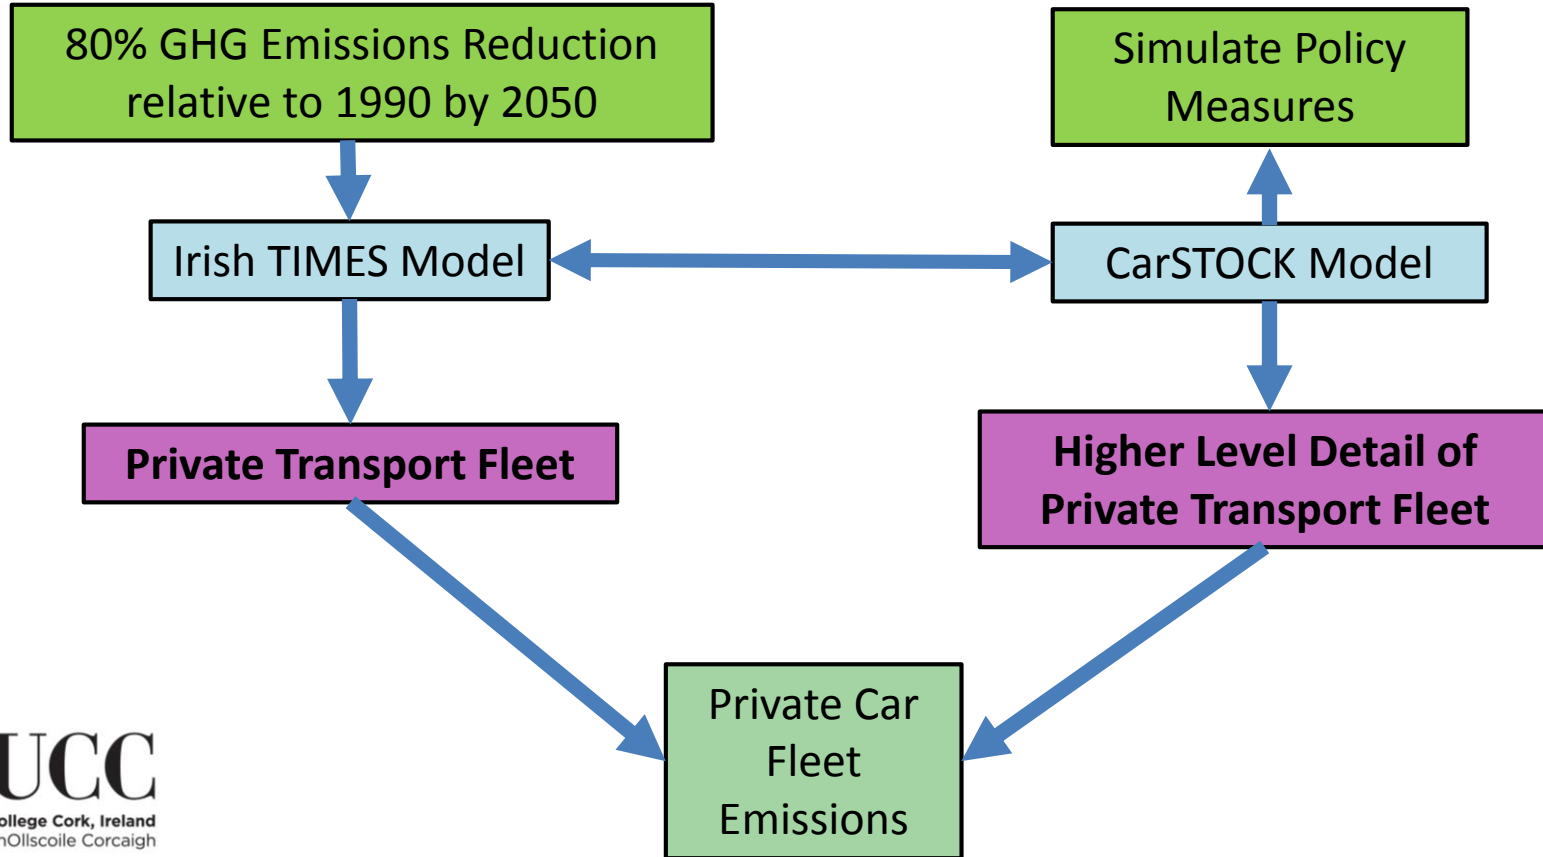 80% GHG Emissions Reduction
relative to 1990 by 2050
Simulate Policy
Measures
Irish TIMES Model
CarSTOCK Model
Private Transport Fleet
Higher Level Detail of
Private Transport Fleet
Private Car
Fleet
Emissions
UCC
ollege Cork, Ireland
nOllscoile Corcaigh